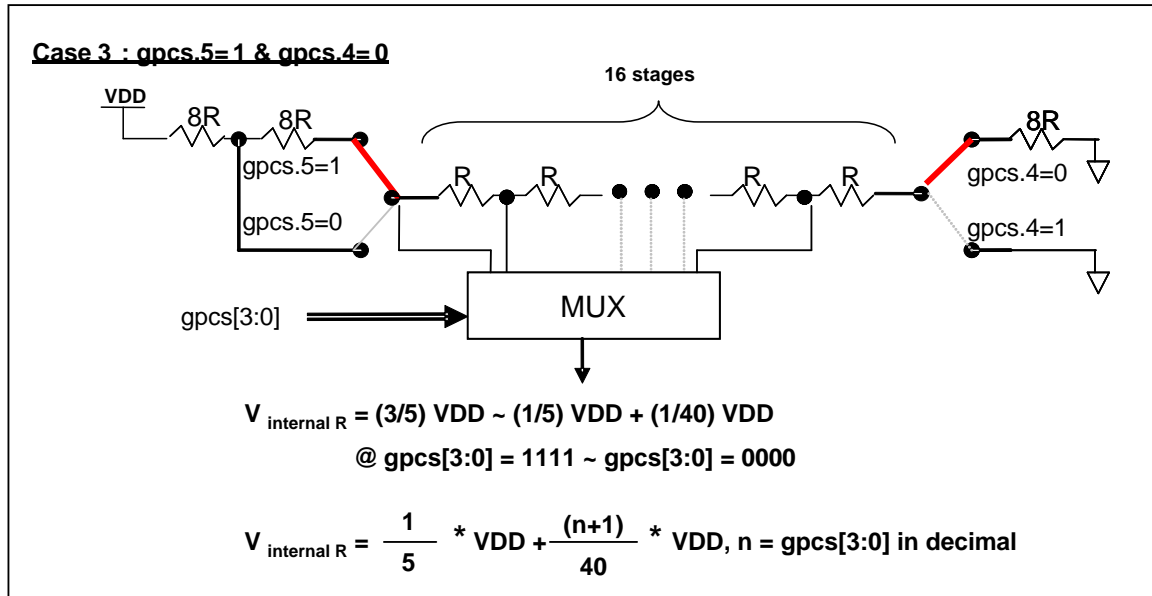 Case 3 : gpcs.5=1 & gpcs.4=0
16 stages
VDD
8R
8R
8R
gpcs.5=1
gpcs.4=0
R
R
R
R
gpcs.5=0
gpcs.4=1
MUX
gpcs[3:0]
V internal R = (3/5) VDD ~ (1/5) VDD + (1/40) VDD
@ gpcs[3:0] = 1111 ~ gpcs[3:0] = 0000
V internal R = 1/5 * VDD + (n+1)/40 * VDD, n = gpcs[3:0] in decimal